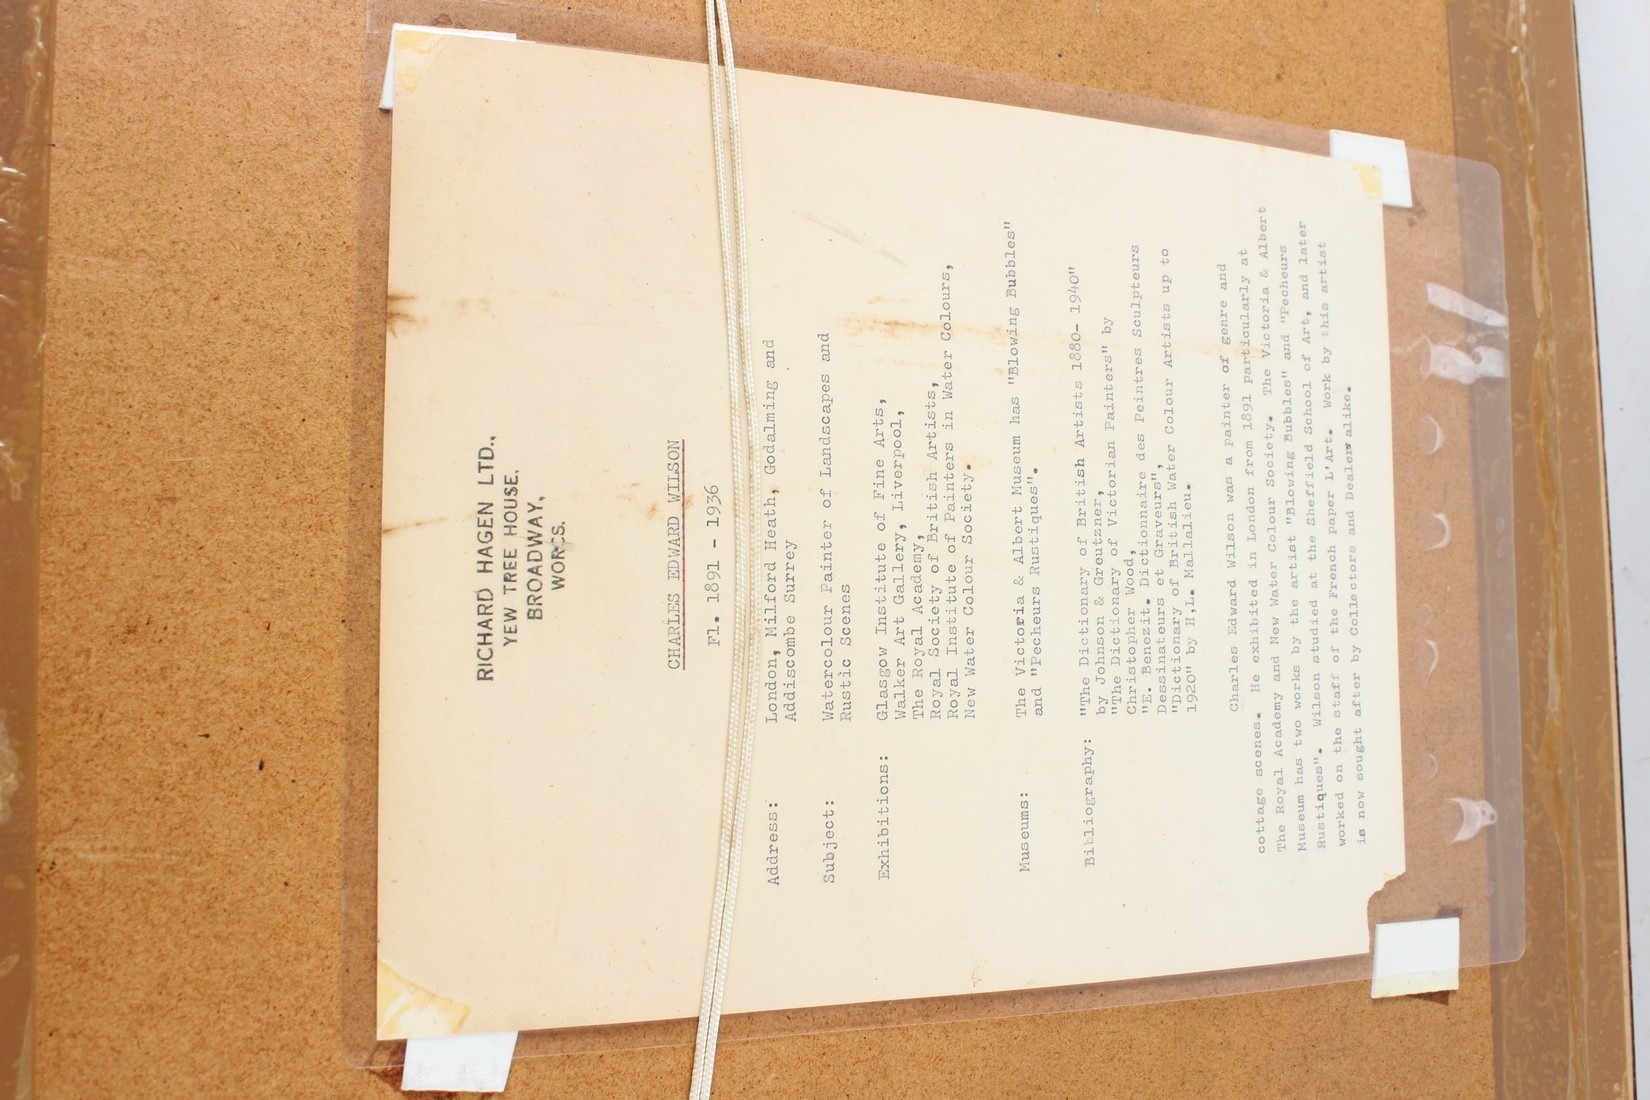 RICHARD HAGEN LTD.,
YEW TREE HOUSE,
BROADWAY,
WORCS.
CHARLES EDWARD WILSON
Fl. 1891 - 1936
Address: London, Milford Heath, Godalming and
Addiscombe Surrey
Subject: Watercolour Painter of Landscapes and
Rustic Scenes
Exhibitions: Glasgow Institute of Fine Arts,
Walker Art Gallery, Liverpool,
The Royal Academy,
Royal Society of British Artists,
Royal Institute of Painters in Water Colours,
New Water Colour Society.
Museums: The Victoria & Albert Museum has "Blowing Bubbles"
and "Pecheurs Rustiques".
Bibliography: "The Dictionary of British Artists 1880- 1940"
by Johnson & Greutzner,
"The Dictionary of Victorian Painters" by
Christopher Wood,
"E. Benezit. Dictionnaire des Peintres Sculpteurs
Dessinateurs et Graveurs",
"Dictionary of British Water Colour Artists up to
1920" by H,L. Mallalieu.
Charles Edward Wilson was a painter of genre and
cottage scenes. He exhibited in London from 1891 particularly at
The Royal Academy and New Water Colour Society. The Victoria & Albert
Museum has two works by the artist "Blowing Bubbles" and "Pecheurs
Rustiques". Wilson studied at the Sheffield School of Art, and later
worked on the staff of the French paper L'Art. Work by this artist
is now sought after by Collectors and Dealers alike.